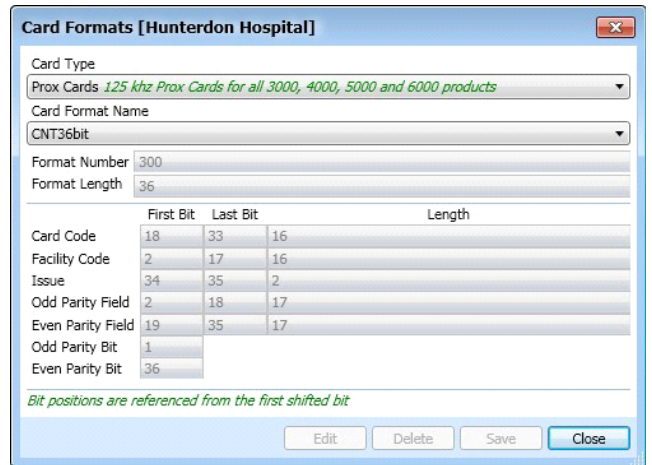 Card Formats [Hunterdon Hospital]
Card Type
Prox Cards 125 khz Prox Cards for all 3000, 4000, 5000 and 6000 products
Card Format Name
CNT36bit
Format Number 300
Format Length 36
First Bit Last Bit Length
Card Code 18 33 16
Facility Code 2 17 16
Issue 34 35 2
Odd Parity Field 2 18 17
Even Parity Field 19 35 17
Odd Parity Bit 1
Even Parity Bit 36
Bit positions are referenced from the first shifted bit
Edit Delete Save Close